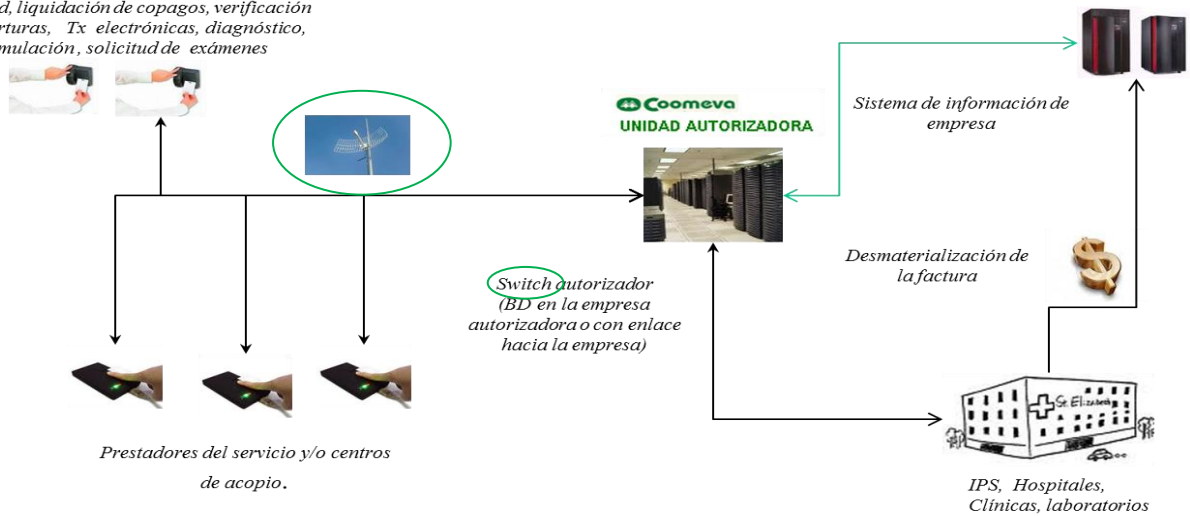 liquidación de copagos, verificación
Tx electrónicas, diagnóstico,
solicitud de exámenes
Coomeva
UNIDAD AUTORIZADORA
Sistema de información de
empresa
Switch autorizador
(BD en la empresa
autorizadora o con enlace
hacia la empresa)
Desmaterialización de
la factura
St. Elizabeth
Prestadores del servicio y/o centros
de acopio.
IPS, Hospitales,
Clínicas, laboratorios